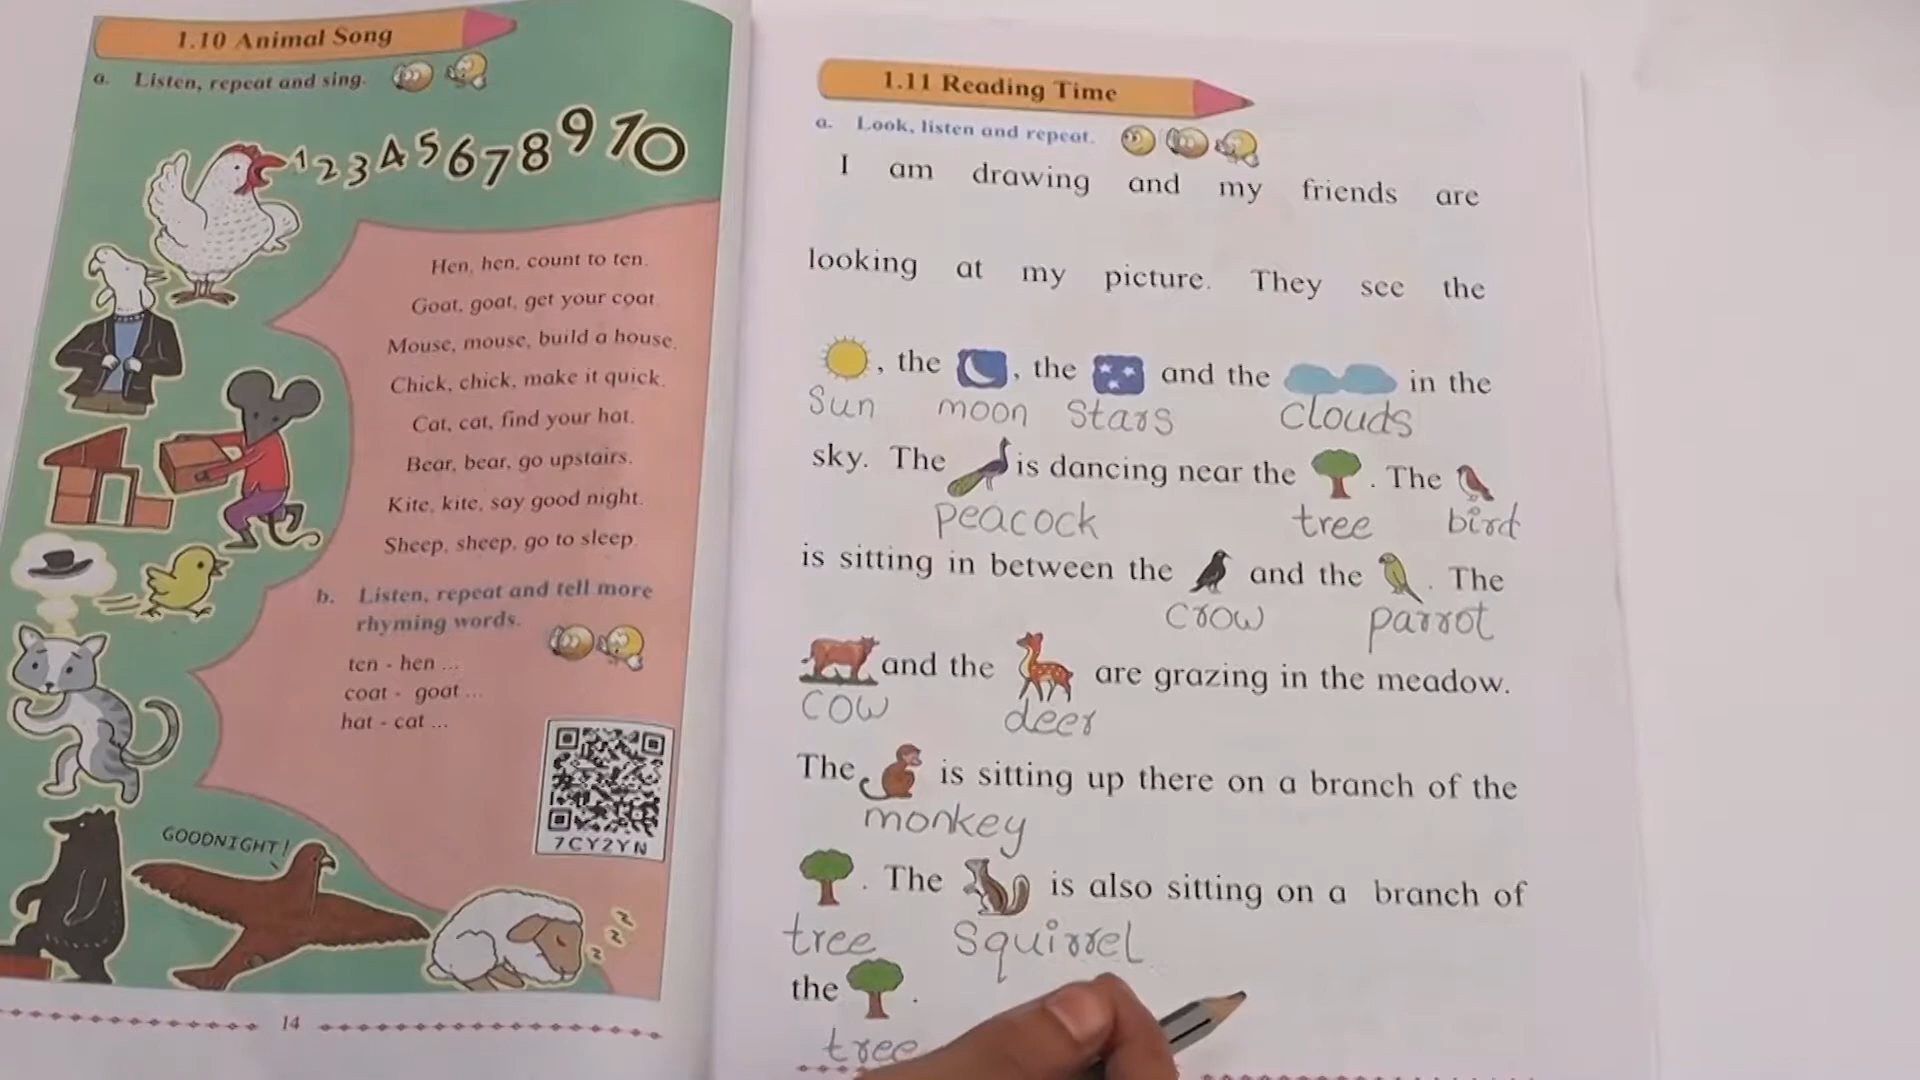 1.10 Animal Song
a. Listen, repeat and sing.
1 2 3 4 5 6 7 8 9 10
Hen, hen, count to ten.
Goat, goat, get your coat.
Mouse, mouse, build a house.
Chick, chick, make it quick.
Cat, cat, find your hat.
Bear, bear, go upstairs.
Kite, kite, say good night.
Sheep, sheep, go to sleep.
b. Listen, repeat and tell more
rhyming words.
ten - hen ...
coat - goat ...
hat - cat ...
7CY2YN
GOODNIGHT!
z z z
14
1.11 Reading Time
a. Look, listen and repeat.
I am drawing and my friends are
looking at my picture. They see the
, the , the and the in the
Sun moon Stars Clouds
sky. The is dancing near the . The
peacock tree bird
is sitting in between the and the . The
crow parrot
and the are grazing in the meadow.
cow deer
The is sitting up there on a branch of the
monkey
. The is also sitting on a branch of
tree Squirrel
the .
tree